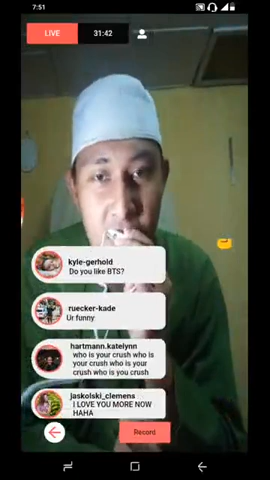 7:51
LIVE
31:42
kyle-gerhold
Do you like BTS?
ruecker-kade
Ur funny
hartmann.katelynn
who is your crush who is
your crush who is your
crush who is you crush
jaskolski_clemens
I LOVE YOU MORE NOW
HAHA
Record